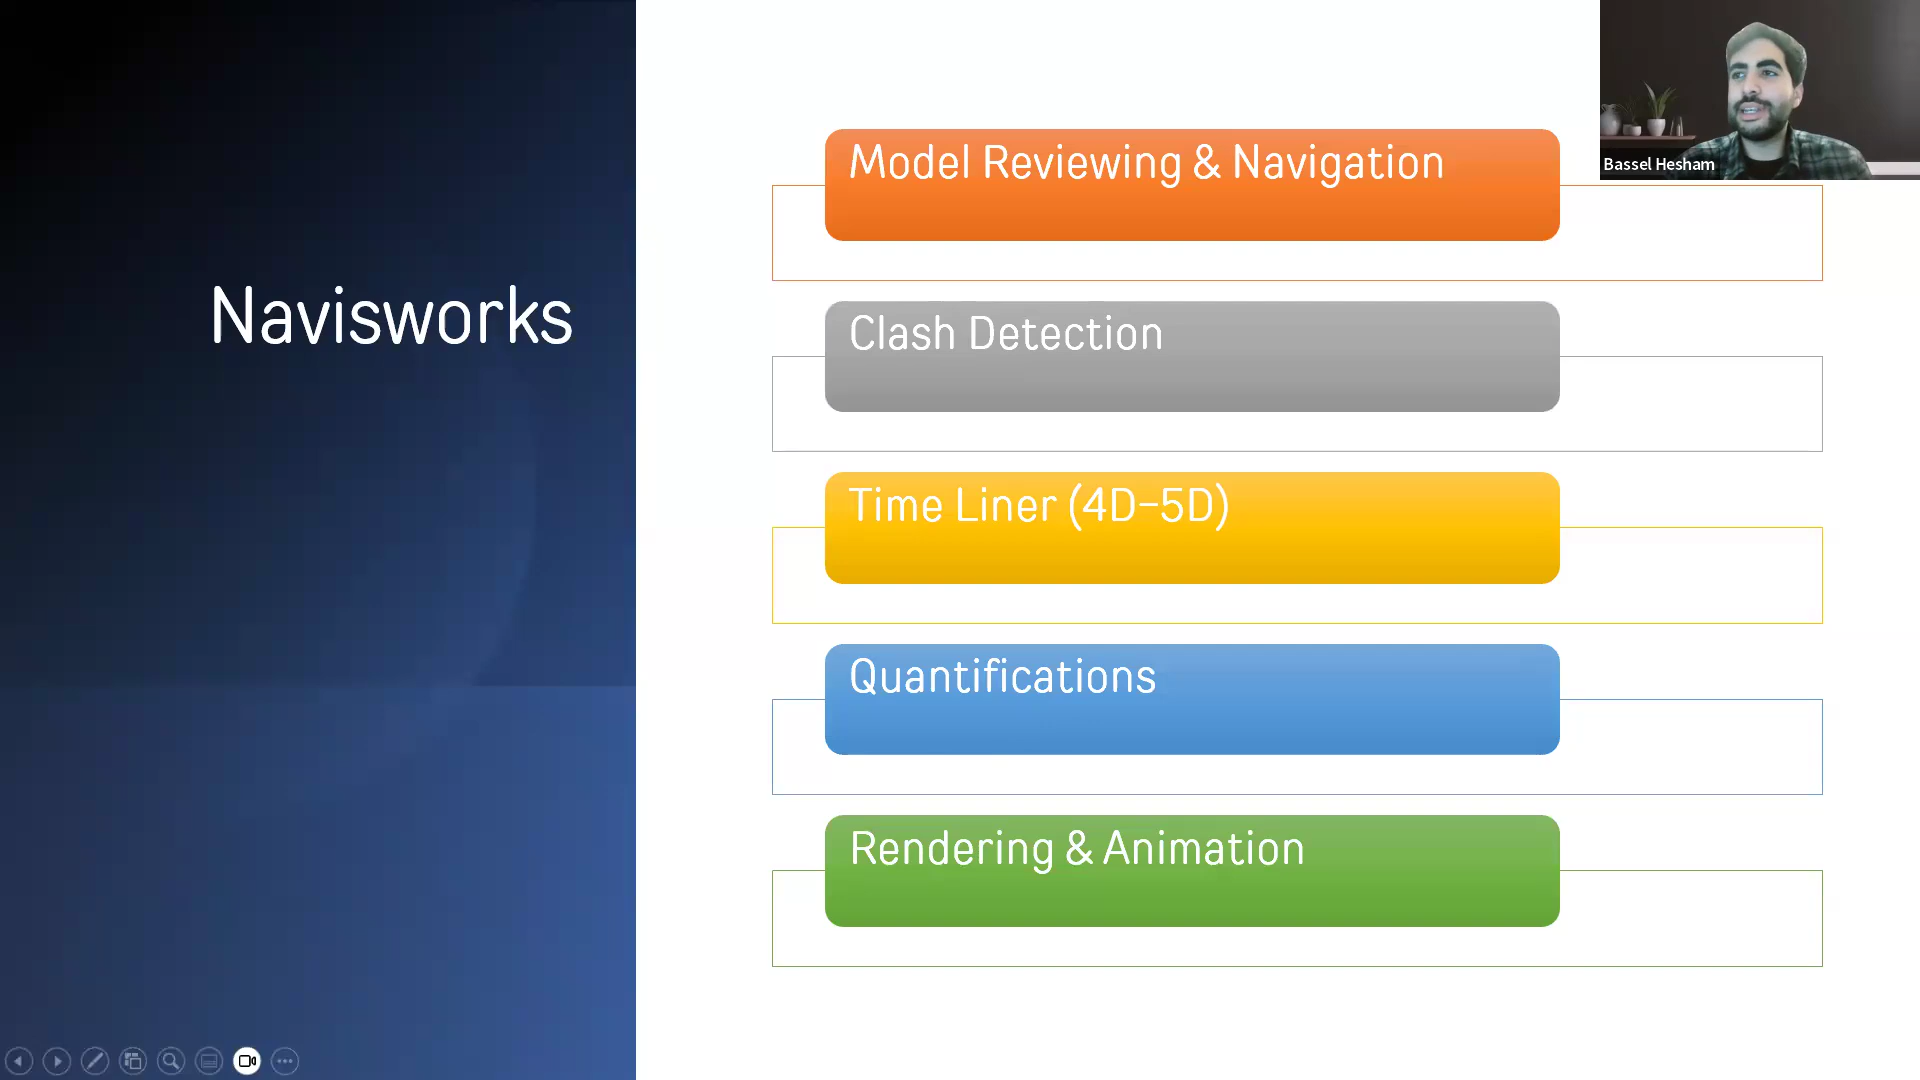 Navisworks
Model Reviewing & Navigation
Clash Detection
Time Liner (4D-5D)
Quantifications
Rendering & Animation
Bassel Hesham